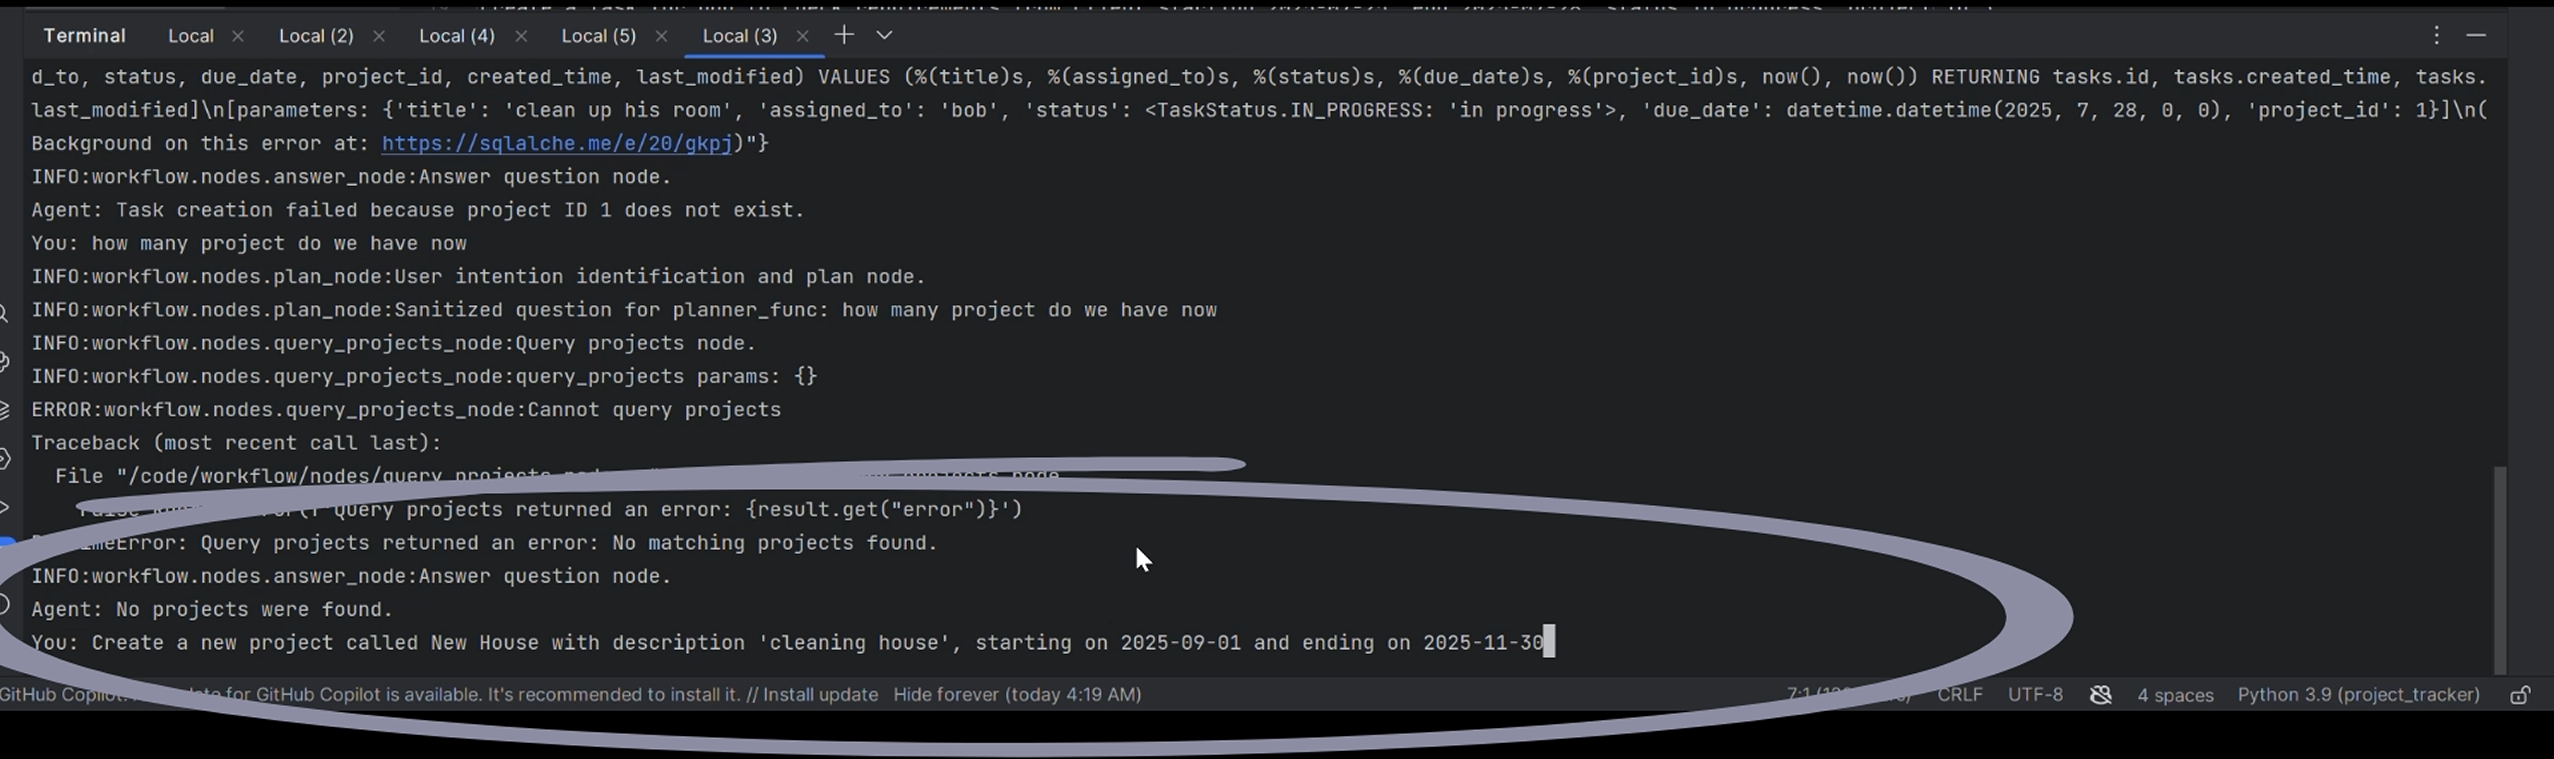 Terminal Local × Local (2) × Local (4) × Local (5) × Local (3) ×
d_to, status, due_date, project_id, created_time, last_modified) VALUES (%(title)s, %(assigned_to)s, %(status)s, %(due_date)s, %(project_id)s, now(), now()) RETURNING tasks.id, tasks.created_time, tasks.
last_modified]\n[parameters: {'title': 'clean up his room', 'assigned_to': 'bob', 'status': <TaskStatus.IN_PROGRESS: 'in progress'>, 'due_date': datetime.datetime(2025, 7, 28, 0, 0), 'project_id': 1}]\n(
Background on this error at: https://sqlalche.me/e/20/gkpj)"}
INFO:workflow.nodes.answer_node:Answer question node.
Agent: Task creation failed because project ID 1 does not exist.
You: how many project do we have now
INFO:workflow.nodes.plan_node:User intention identification and plan node.
INFO:workflow.nodes.plan_node:Sanitized question for planner_func: how many project do we have now
INFO:workflow.nodes.query_projects_node:Query projects node.
INFO:workflow.nodes.query_projects_node:query_projects params: {}
ERROR:workflow.nodes.query_projects_node:Cannot query projects
Traceback (most recent call last):
File "/code/workflow/nodes/query_projects
Query projects returned an error: {result.get("error")}')
Query projects returned an error: No matching projects found.
INFO:workflow.nodes.answer_node:Answer question node.
Agent: No projects were found.
You: Create a new project called New House with description 'cleaning house', starting on 2025-09-01 and ending on 2025-11-30
GitHub Copilot: for GitHub Copilot is available. It's recommended to install it. // Install update Hide forever (today 4:19 AM) 7:1 CRLF UTF-8 4 spaces Python 3.9 (project_tracker)